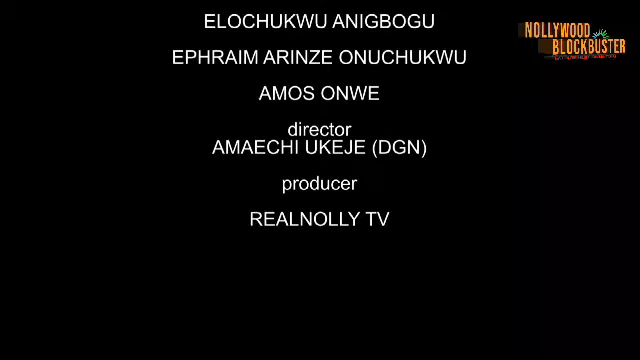 ELOCHUKWU ANIGBOGU
EPHRAIM ARINZE ONUCHUKWU
AMOS ONWE
director
AMAECHI UKEJE (DGN)
producer
REALNOLLY TV
NOLLYWOOD
BLOCKBUSTER